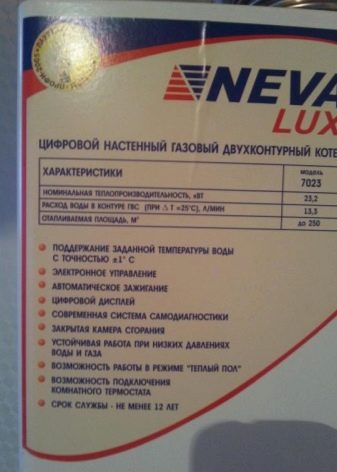 NEVA
LUX
ЦИФРОВОЙ НАСТЕННЫЙ ГАЗОВЫЙ ДВУХКОНТУРНЫЙ КОТЕ
ХАРАКТЕРИСТИКИ МОДЕЛЬ 7023
НОМИНАЛЬНАЯ ТЕПЛОПРОИЗВОДИТЕЛЬНОСТЬ, кВТ 23,2
РАСХОД ВОДЫ В КОНТУРЕ ГВС (ПРИ Δ Т =25°С), Л/МИН 13,3
ОТАПЛИВАЕМАЯ ПЛОЩАДЬ, М² до 250
ПОДДЕРЖАНИЕ ЗАДАННОЙ ТЕМПЕРАТУРЫ ВОДЫ
С ТОЧНОСТЬЮ ±1° С
ЭЛЕКТРОННОЕ УПРАВЛЕНИЕ
АВТОМАТИЧЕСКОЕ ЗАЖИГАНИЕ
ЦИФРОВОЙ ДИСПЛЕЙ
СОВРЕМЕННАЯ СИСТЕМА САМОДИАГНОСТИКИ
ЗАКРЫТАЯ КАМЕРА СГОРАНИЯ
УСТОЙЧИВАЯ РАБОТА ПРИ НИЗКИХ ДАВЛЕНИЯХ
ВОДЫ И ГАЗА
ВОЗМОЖНОСТЬ РАБОТЫ В РЕЖИМЕ "ТЕПЛЫЙ ПОЛ"
ВОЗМОЖНОСТЬ ПОДКЛЮЧЕНИЯ
КОМНАТНОГО ТЕРМОСТАТА
СРОК СЛУЖБЫ - НЕ МЕНЕЕ 12 ЛЕТ